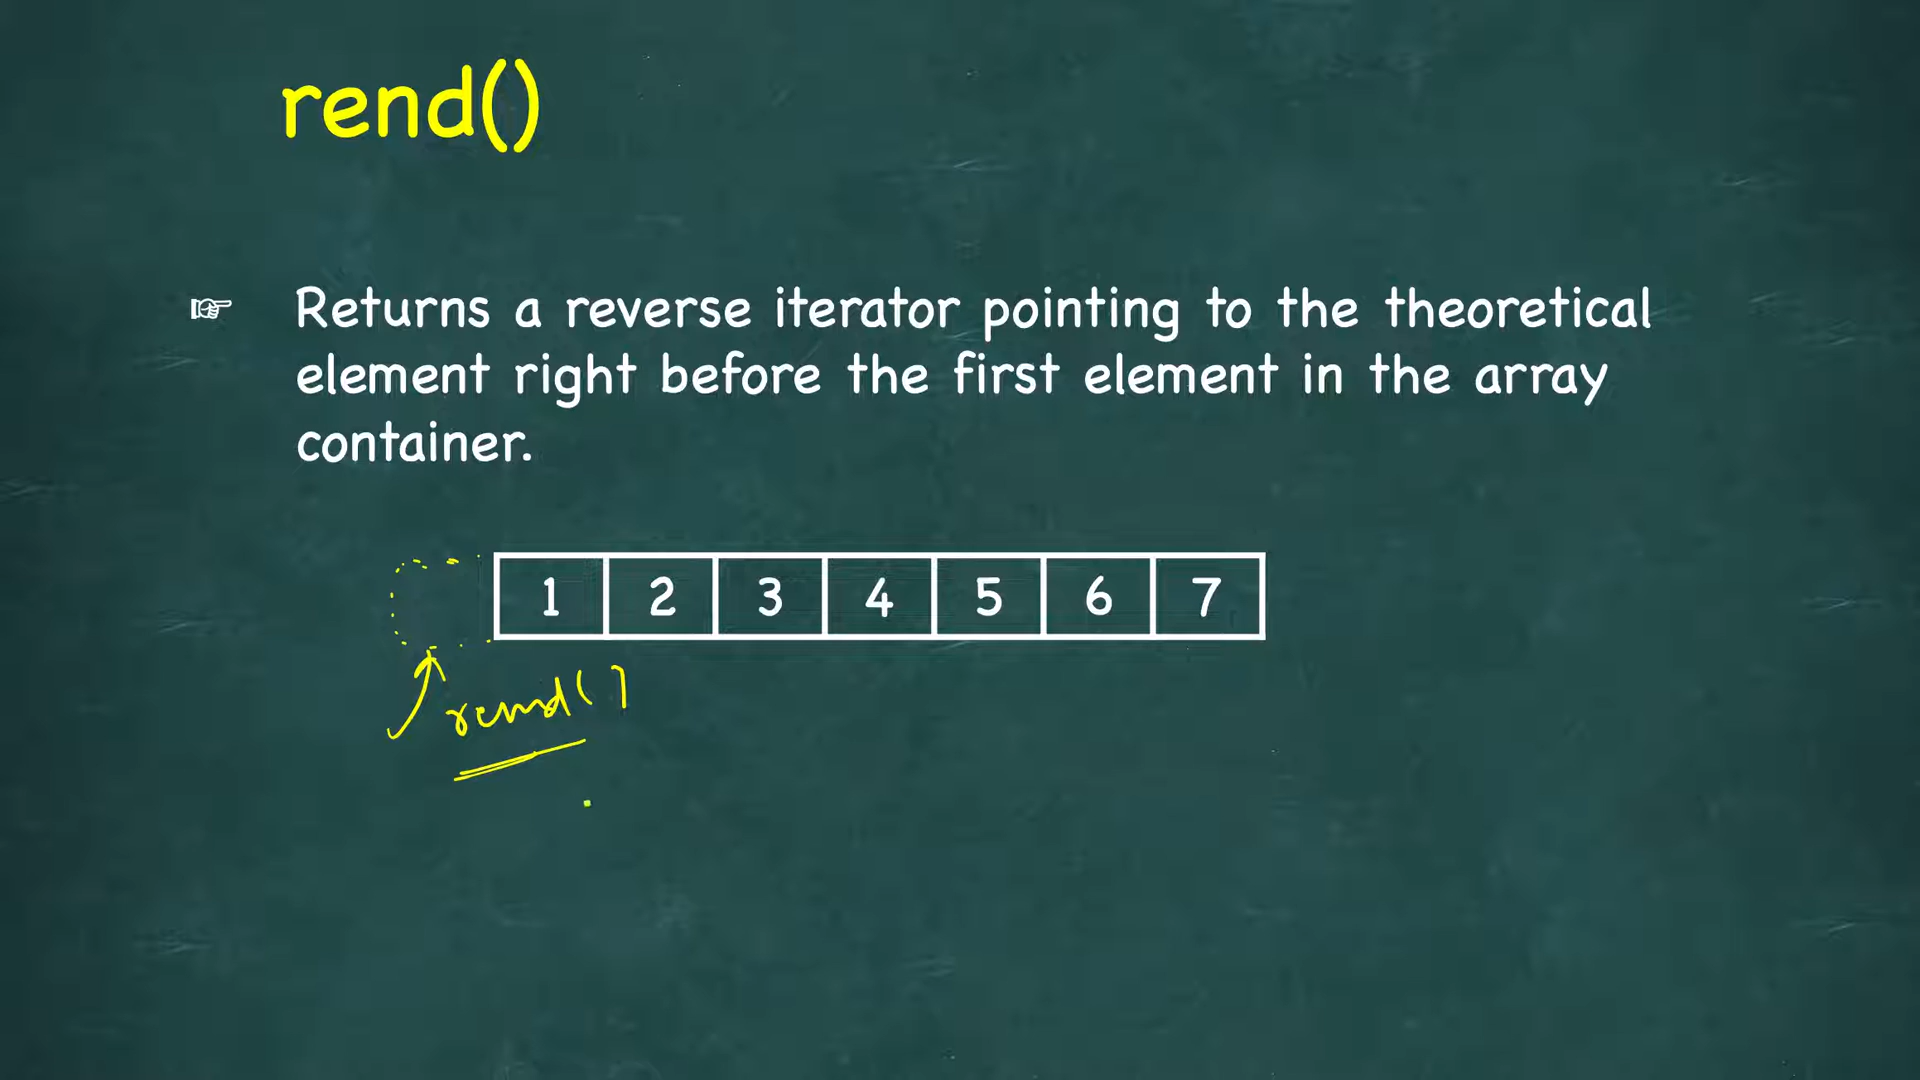 rend()
☞ Returns a reverse iterator pointing to the theoretical
element right before the first element in the array
container.
1 2 3 4 5 6 7
rend()